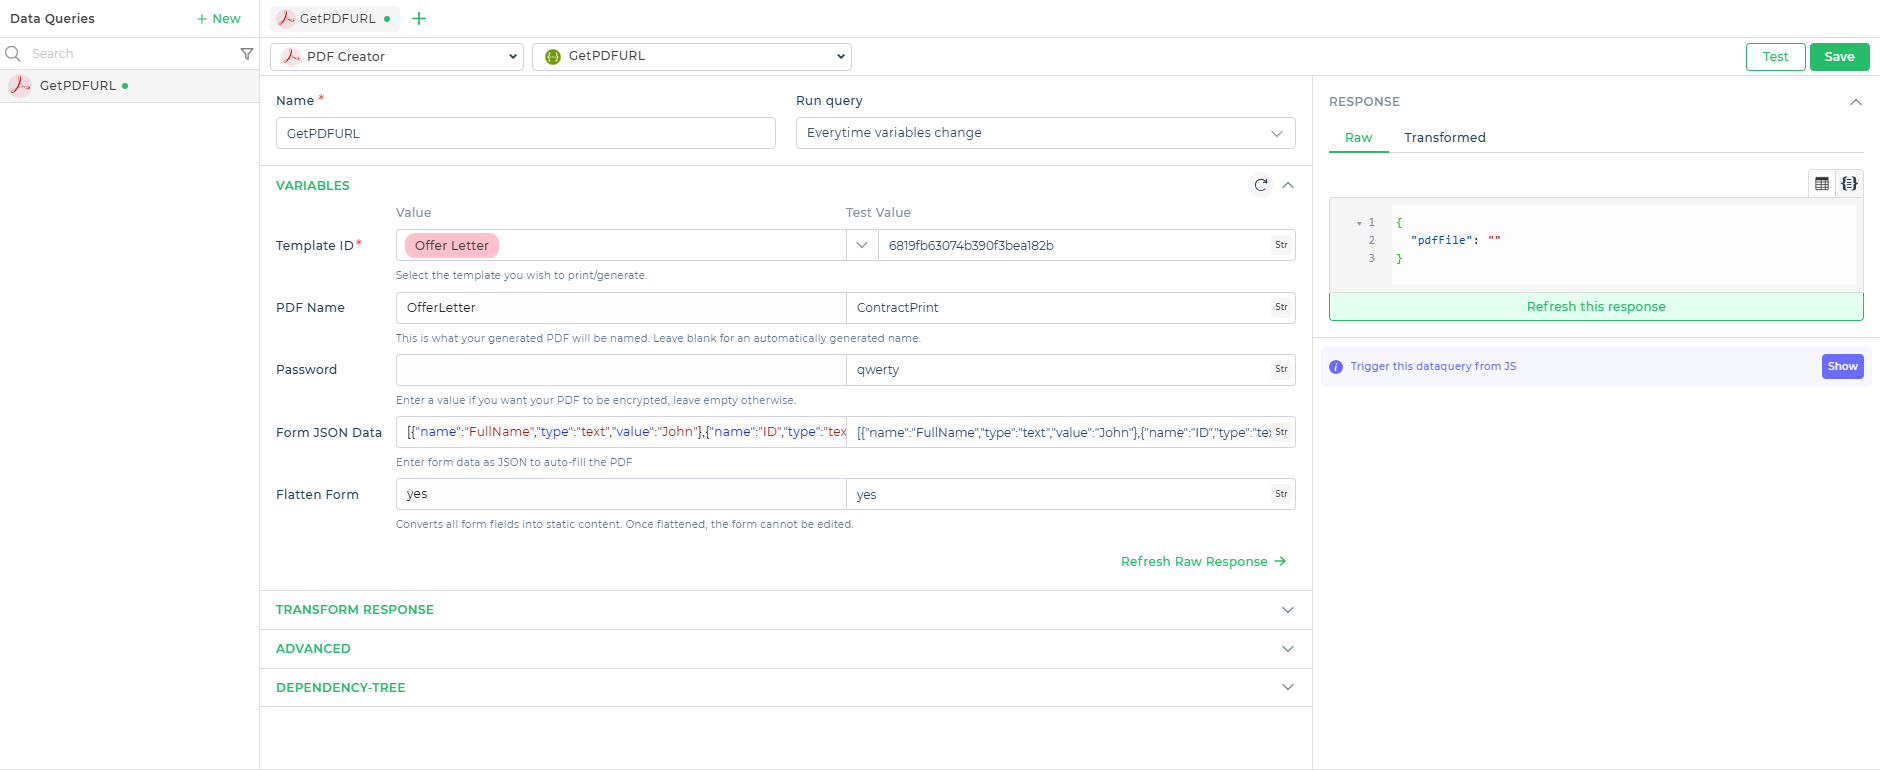 Data Queries
+ New
Search
GetPDFURL
GetPDFURL
PDF Creator
GetPDFURL
Test
Save
Name *
Run query
GetPDFURL
Everytime variables change
VARIABLES
Value
Test Value
Template ID*
Offer Letter
6819fb63074b390f3bea182b
Str
Select the template you wish to print/generate.
PDF Name
OfferLetter
ContractPrint
Str
This is what your generated PDF will be named. Leave blank for an automatically generated name.
Password
qwerty
Str
Enter a value if you want your PDF to be encrypted, leave empty otherwise.
Form JSON Data
[{"name":"FullName","type":"text","value":"John"},{"name":"ID","type":"tex
[{"name":"FullName","type":"text","value":"John"},{"name":"ID","type":"tex
Str
Enter form data as JSON to auto-fill the PDF
Flatten Form
yes
yes
Str
Converts all form fields into static content. Once flattened, the form cannot be edited.
Refresh Raw Response →
TRANSFORM RESPONSE
ADVANCED
DEPENDENCY-TREE
RESPONSE
Raw
Transformed
1 {
2 "pdfFile": ""
3 }
Refresh this response
Trigger this dataquery from JS
Show